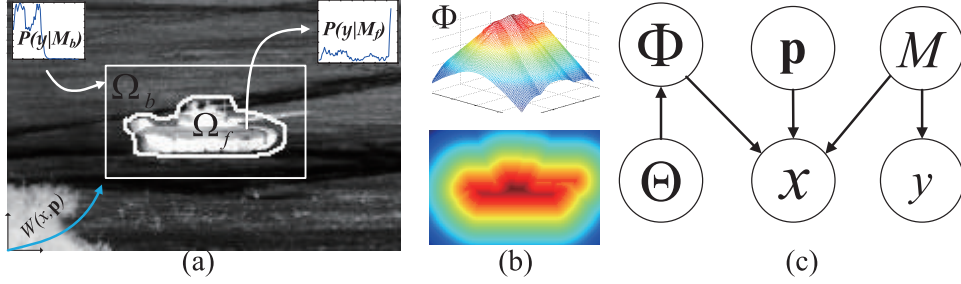 P(y|M_b)
P(y|M_f)
Ω_b
Ω_f
W(x, p)
(a)
Φ
(b)
Φ
p
M
Θ
x
y
(c)